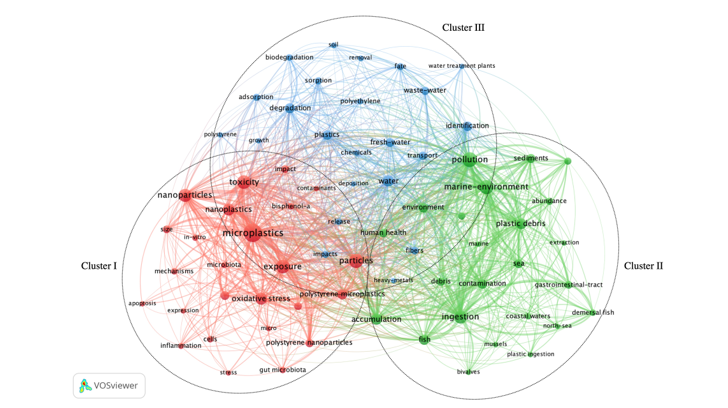 Cluster III
soil
biodegradation
removal
fate
water treatment plants
sorption
waste-water
adsorption
polyethylene
degradation
identification
polystyrene
plastics
growth
fresh-water
chemicals
transport
pollution
sediments
impact
toxicity
deposition
water
contaminants
marine-environment
nanoparticles
abundance
nanoplastics
bisphenol-a
environment
release
plastic debris
size
microplastics
human health
in-vitro
marine
extraction
impacts
fibers
particles
sea
Cluster I
microbiota
exposure
Cluster II
mechanisms
heavy-metals
debris
contamination
gastrointestinal-tract
polystyrene microplastics
oxidative stress
apoptosis
expression
demersal fish
accumulation
ingestion
coastal waters
micro
north-sea
cells
fish
inflammation
polystyrene nanoparticles
mussels
plastic ingestion
stress
gut microbiota
bivalves
VOSviewer